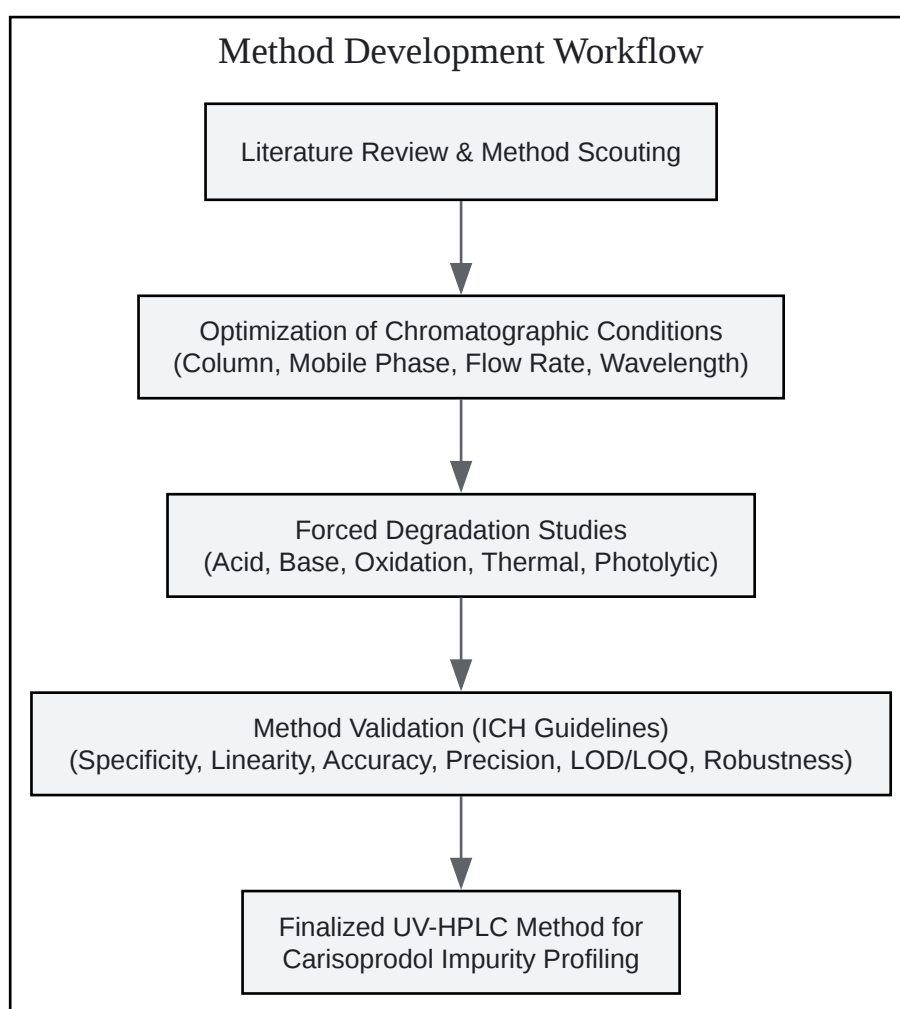 Method Development Workflow
Literature Review & Method Scouting
Optimization of Chromatographic Conditions
(Column, Mobile Phase, Flow Rate, Wavelength)
Forced Degradation Studies
(Acid, Base, Oxidation, Thermal, Photolytic)
Method Validation (ICH Guidelines)
(Specificity, Linearity, Accuracy, Precision, LOD/LOQ, Robustness)
Finalized UV-HPLC Method for
Carisoprodol Impurity Profiling